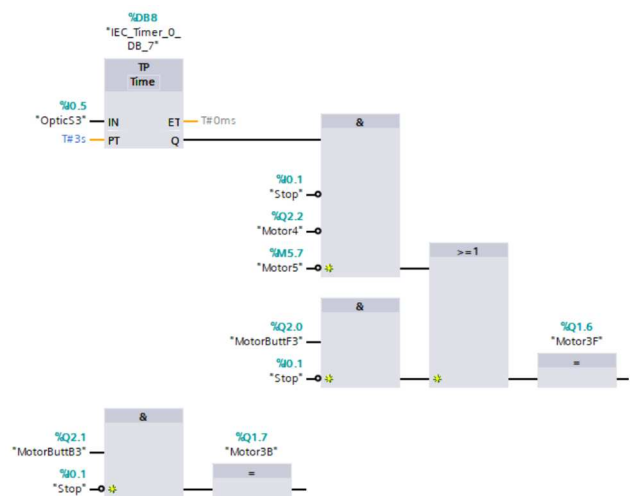 %DB8
"IEC_Timer_0_
DB_7"
TP
Time
%I0.5
"OpticS3" IN ET T#0ms
T#3s PT Q
&
%I0.1
"Stop"
%Q2.2
"Motor4"
%M5.7
"Motor5"
>=1
&
%Q2.0
"MotorButtF3"
%I0.1
"Stop"
%Q1.6
"Motor3F"
=
&
%Q2.1
"MotorButtB3"
%I0.1
"Stop"
%Q1.7
"Motor3B"
=